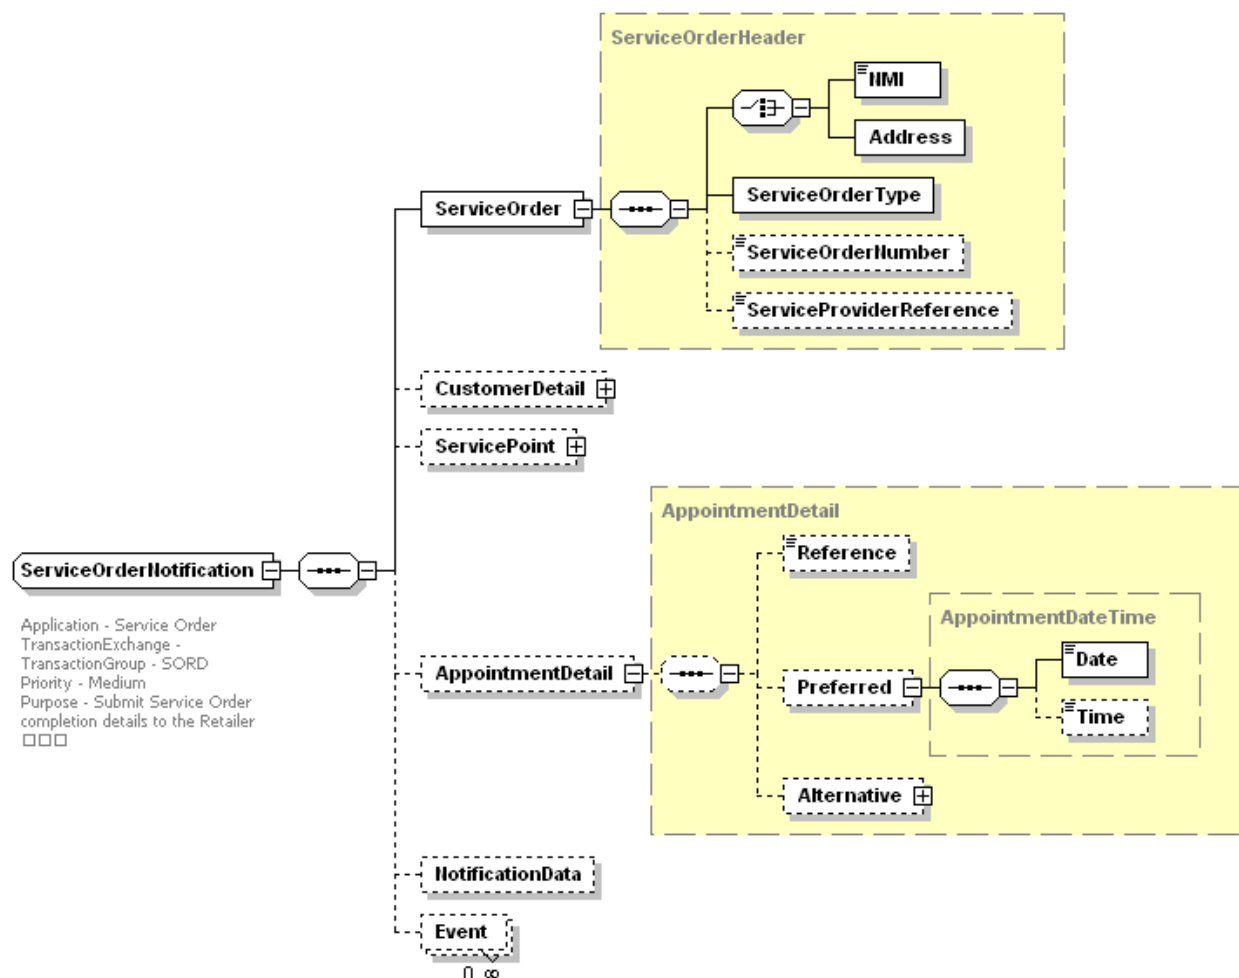 ServiceOrderHeader
NMI
Address
ServiceOrder
ServiceOrderType
ServiceOrderNumber
ServiceProviderReference
CustomerDetail
ServicePoint
AppointmentDetail
Reference
ServiceOrderNotification
AppointmentDateTime
Application - Service Order
TransactionExchange -
TransactionGroup - SORD
Priority - Medium
Purpose - Submit Service Order
completion details to the Retailer
AppointmentDetail
Preferred
Date
Time
Alternative
NotificationData
Event
0..∞